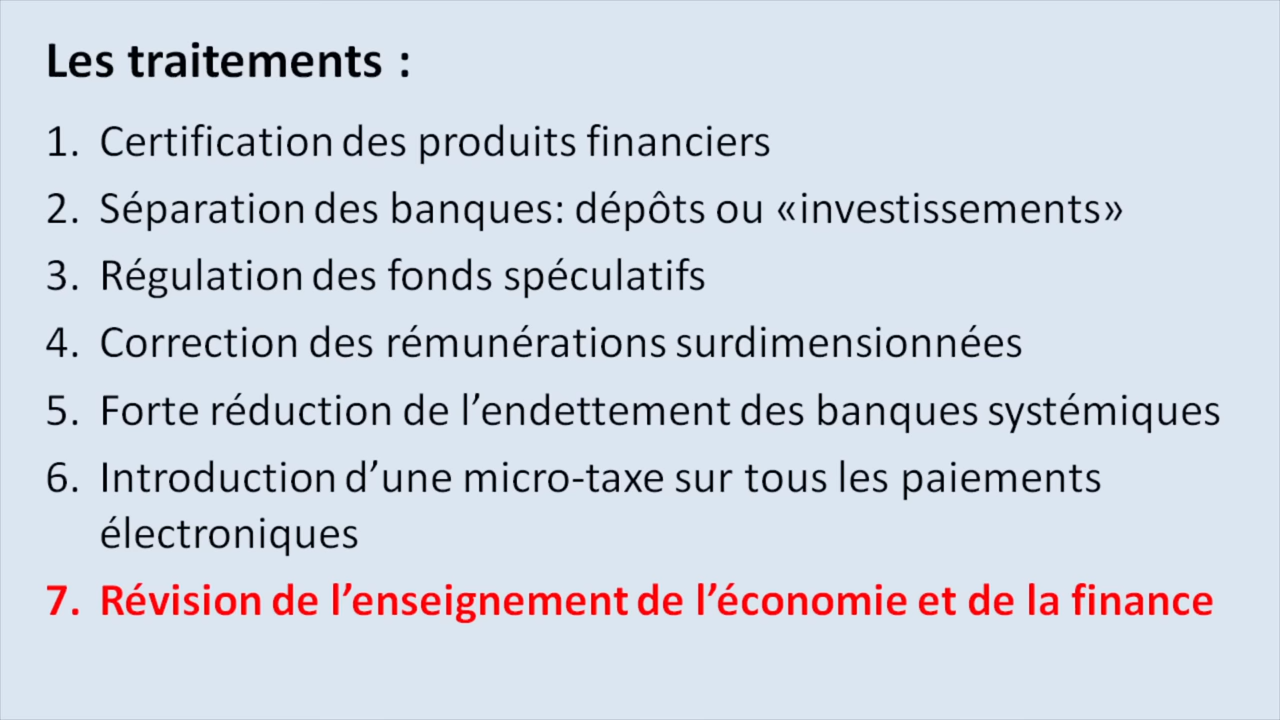 Les traitements :
1. Certification des produits financiers
2. Séparation des banques: dépôts ou «investissements»
3. Régulation des fonds spéculatifs
4. Correction des rémunérations surdimensionnées
5. Forte réduction de l’endettement des banques systémiques
6. Introduction d’une micro-taxe sur tous les paiements
électroniques
7. Révision de l’enseignement de l’économie et de la finance